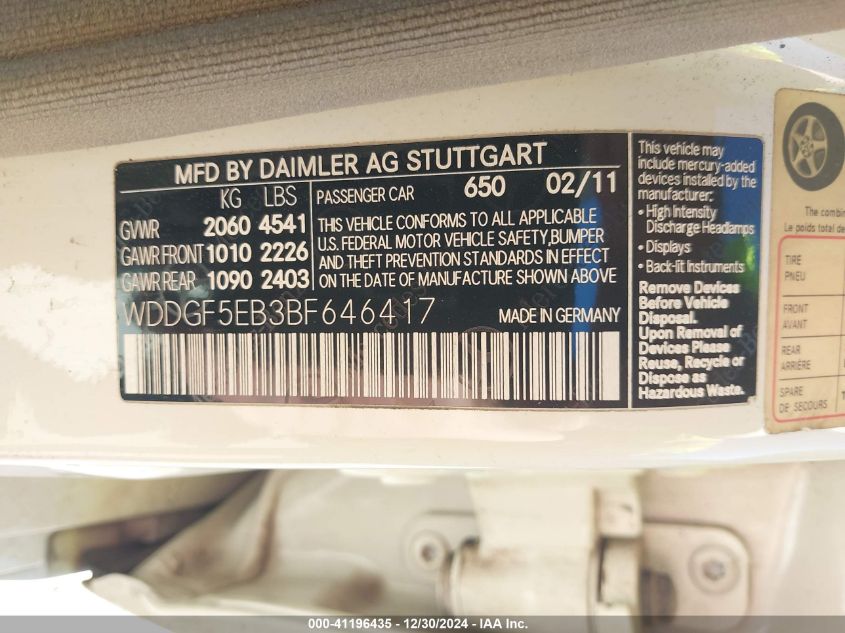 MFD BY DAIMLER AG STUTTGART
KG LBS
GVWR 2060 4541
GAWR FRONT 1010 2226
GAWR REAR 1090 2403
PASSENGER CAR 650 02/11
THIS VEHICLE CONFORMS TO ALL APPLICABLE
U.S. FEDERAL MOTOR VEHICLE SAFETY,BUMPER
AND THEFT PREVENTION STANDARDS IN EFFECT
ON THE DATE OF MANUFACTURE SHOWN ABOVE
WDDGF5EB3BF646417 MADE IN GERMANY
This vehicle may
include mercury-added
devices installed by the
manufacturer:
• High Intensity
Discharge Headlamps
• Displays
• Back-lit Instruments
Remove Devices
Before Vehicle
Disposal.
Upon Removal of
Devices Please
Reuse, Recycle or
Dispose as
Hazardous Waste.
The combin
Le poids total de
TIRE
PNEU
FRONT
AVANT
REAR
ARRIÈRE
SPARE
DE SECOURS
000-41196435 - 12/30/2024 - IAA Inc.